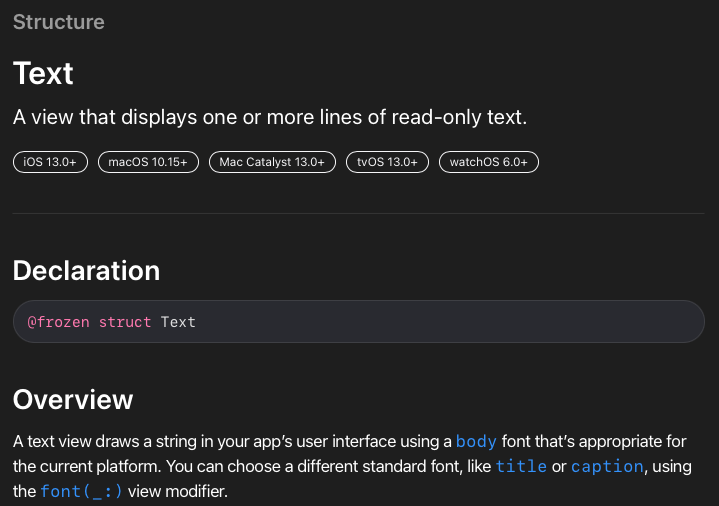 Structure
Text
A view that displays one or more lines of read-only text.
iOS 13.0+ macOS 10.15+ Mac Catalyst 13.0+ tvOS 13.0+ watchOS 6.0+
Declaration
@frozen struct Text
Overview
A text view draws a string in your app’s user interface using a body font that’s appropriate for
the current platform. You can choose a different standard font, like title or caption, using
the font(_:) view modifier.